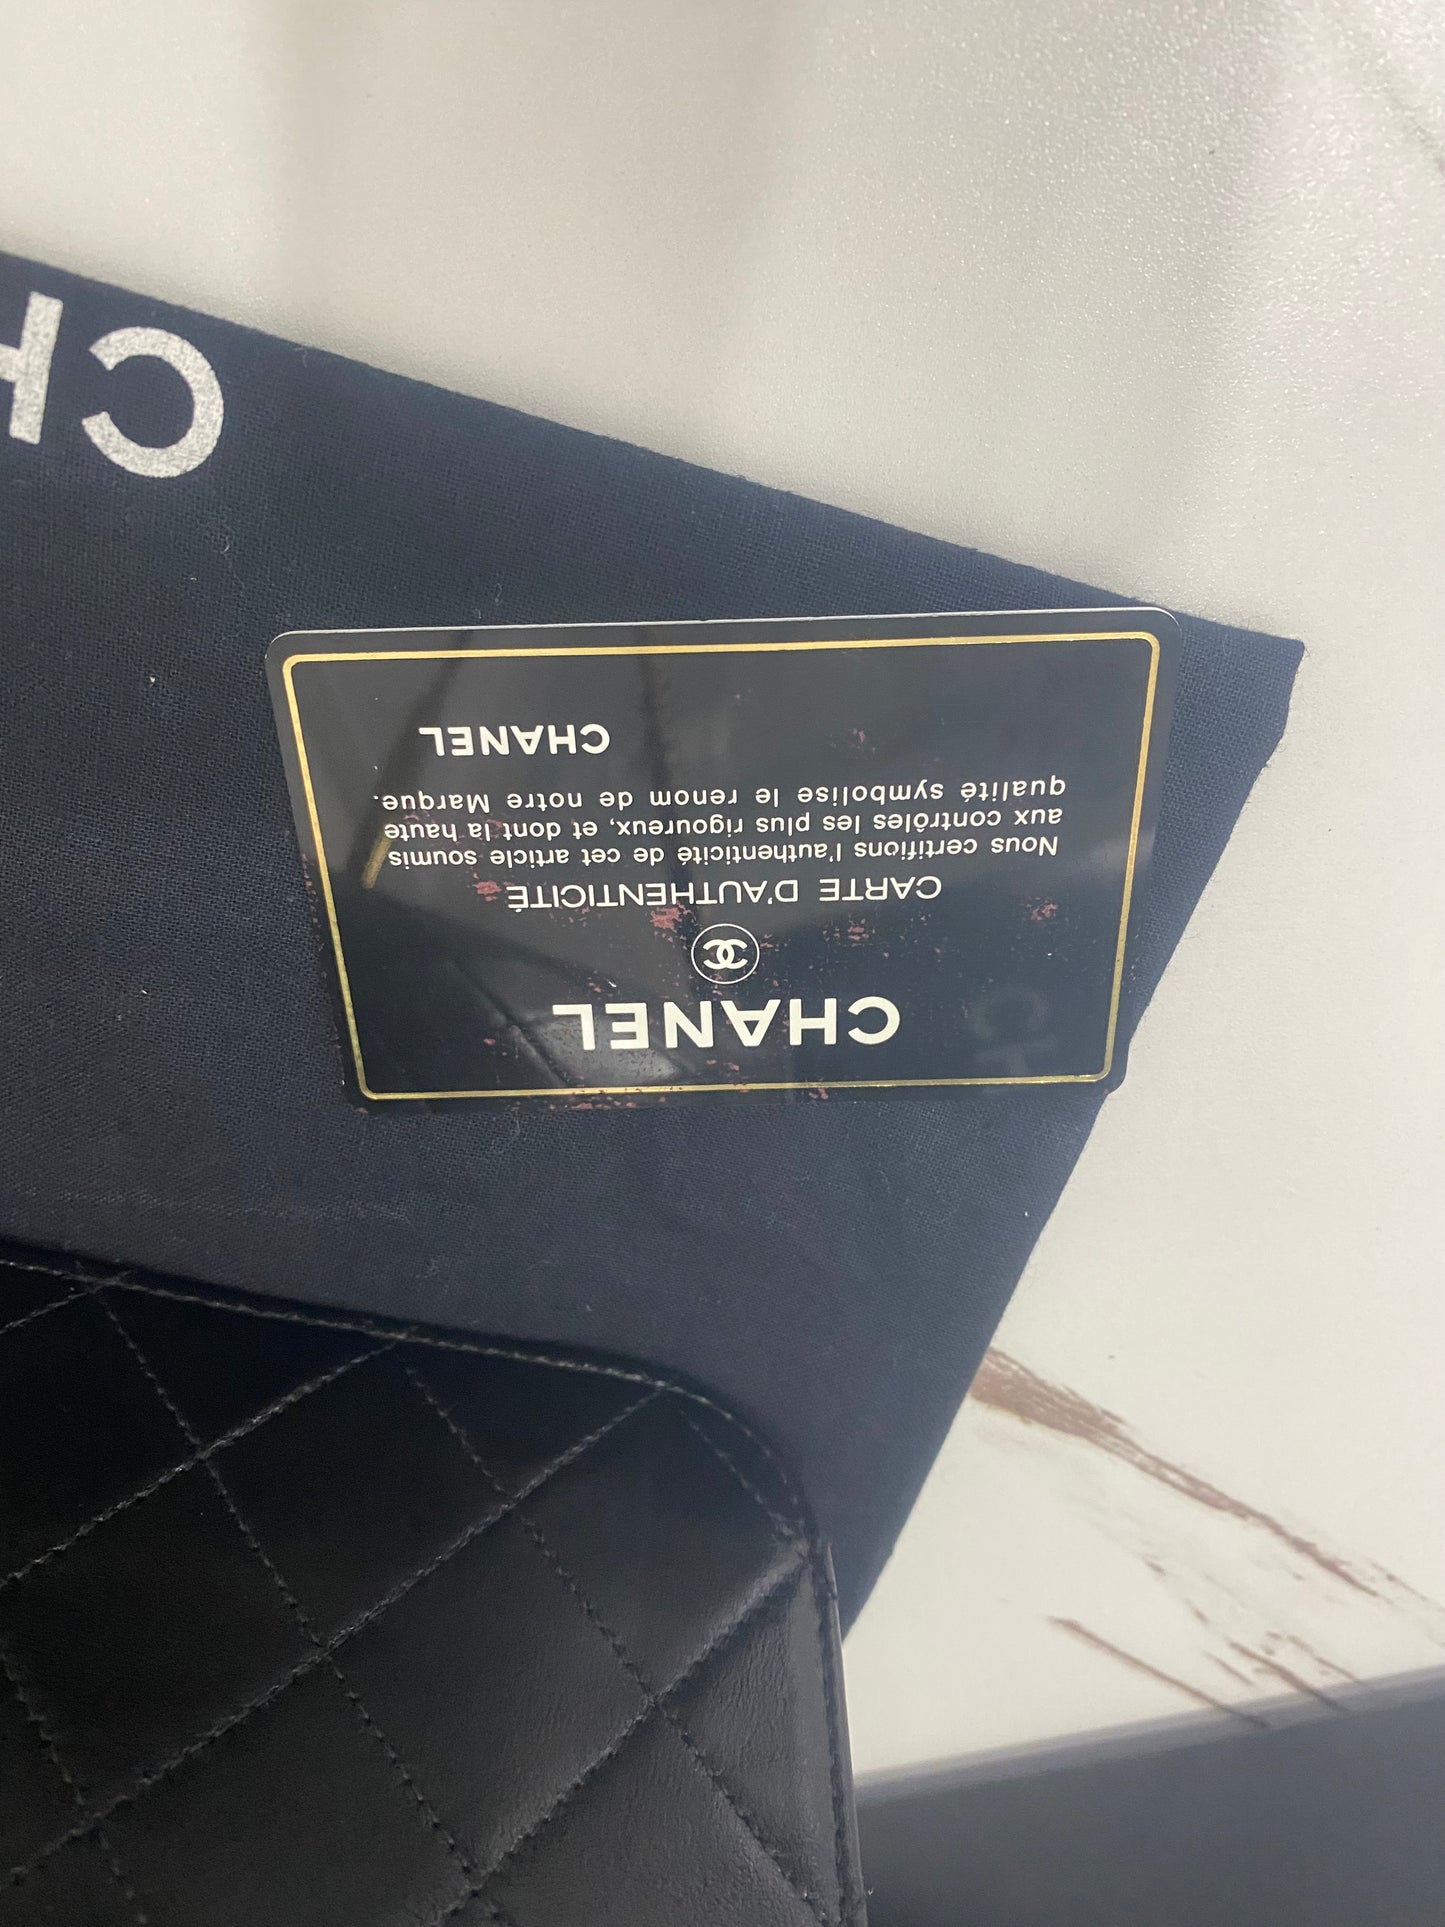 CH
CHANEL
CARTE D'AUTHENTICITÉ
Nous certifions l'authenticité de cet article soumis
aux contrôles les plus rigoureux, et dont la haute
qualité symbolise le renom de notre Marque.
CHANEL